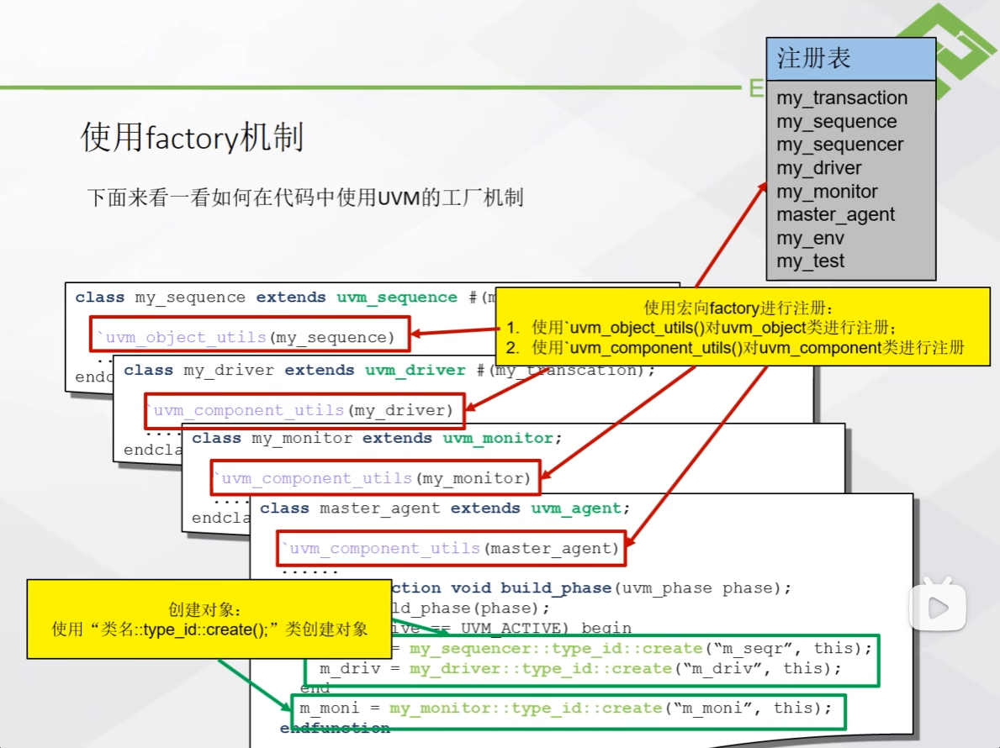 注册表
my_transaction
my_sequence
my_sequencer
my_driver
my_monitor
master_agent
my_env
my_test
E
使用factory机制
下面来看一看如何在代码中使用UVM的工厂机制
class my_sequence extends uvm_sequence #(m
`uvm_object_utils(my_sequence)
..
endc
使用宏向factory进行注册：
1. 使用`uvm_object_utils()对uvm_object类进行注册；
2. 使用`uvm_component_utils()对uvm_component类进行注册
class my_driver extends uvm_driver #(my_transcation);
`uvm_component_utils(my_driver)
....
endcla
class my_monitor extends uvm_monitor;
`uvm_component_utils(my_monitor)
....
endcla
class master_agent extends uvm_agent;
`uvm_component_utils(master_agent)
......
ction void build_phase(uvm_phase phase);
ld_phase(phase);
ive == UVM_ACTIVE) begin
= my_sequencer::type_id::create(“m_seqr”, this);
m_driv = my_driver::type_id::create(“m_driv”, this);
end
m_moni = my_monitor::type_id::create(“m_moni”, this);
endfunction
创建对象：
使用“类名::type_id::create();”类创建对象